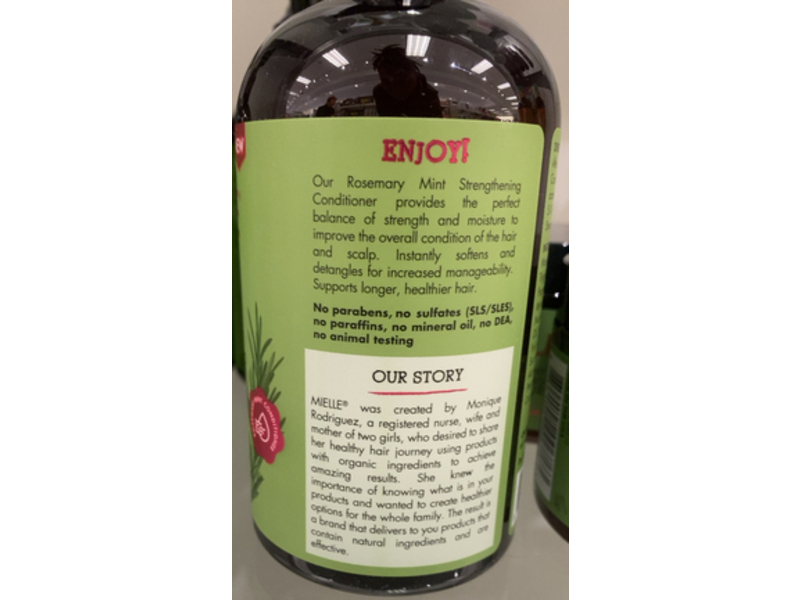 ENJOY!
Our Rosemary Mint Strengthening
Conditioner provides the perfect
balance of strength and moisture to
improve the overall condition of the hair
and scalp. Instantly softens and
detangles for increased manageability.
Supports longer, healthier hair.
No parabens, no sulfates (SLS/SLES),
no paraffins, no mineral oil, no DEA,
no animal testing
OUR STORY
MIELLE® was created by Monique
Rodriguez, a registered nurse, wife and
mother of two girls, who desired to share
her healthy hair journey using products
with organic ingredients to achieve
amazing results. She knew the
importance of knowing what is in your
products and wanted to create healthier
options for the whole family. The result is
a brand that delivers to you products that
contain natural ingredients and are
effective.